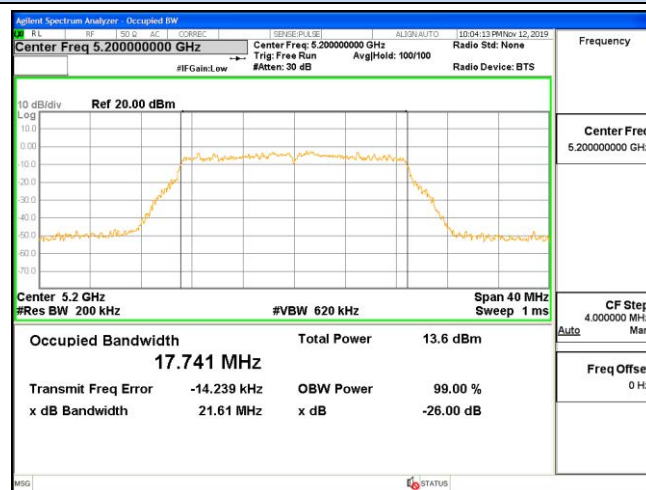 Agilent Spectrum Analyzer - Occupied BW
RL RF 50 Ω AC CORREC SENSE:PULSE ALIGN AUTO 10:04:13 PM Nov 12, 2019
Center Freq 5.200000000 GHz
Center Freq: 5.200000000 GHz
Radio Std: None
Trig: Free Run Avg|Hold: 100/100
#IFGain:Low #Atten: 30 dB Radio Device: BTS
10 dB/div Ref 20.00 dBm
Log
10.0
0.00
-10.0
-20.0
-30.0
-40.0
-50.0
-60.0
-70.0
Center 5.2 GHz Span 40 MHz
#Res BW 200 kHz #VBW 620 kHz Sweep 1 ms
Occupied Bandwidth Total Power 13.6 dBm
17.741 MHz
Transmit Freq Error -14.239 kHz OBW Power 99.00 %
x dB Bandwidth 21.61 MHz x dB -26.00 dB
MSG STATUS
Frequency
Center Freq
5.200000000 GHz
CF Step
4.000000 MHz
Auto Man
Freq Offset
0 Hz